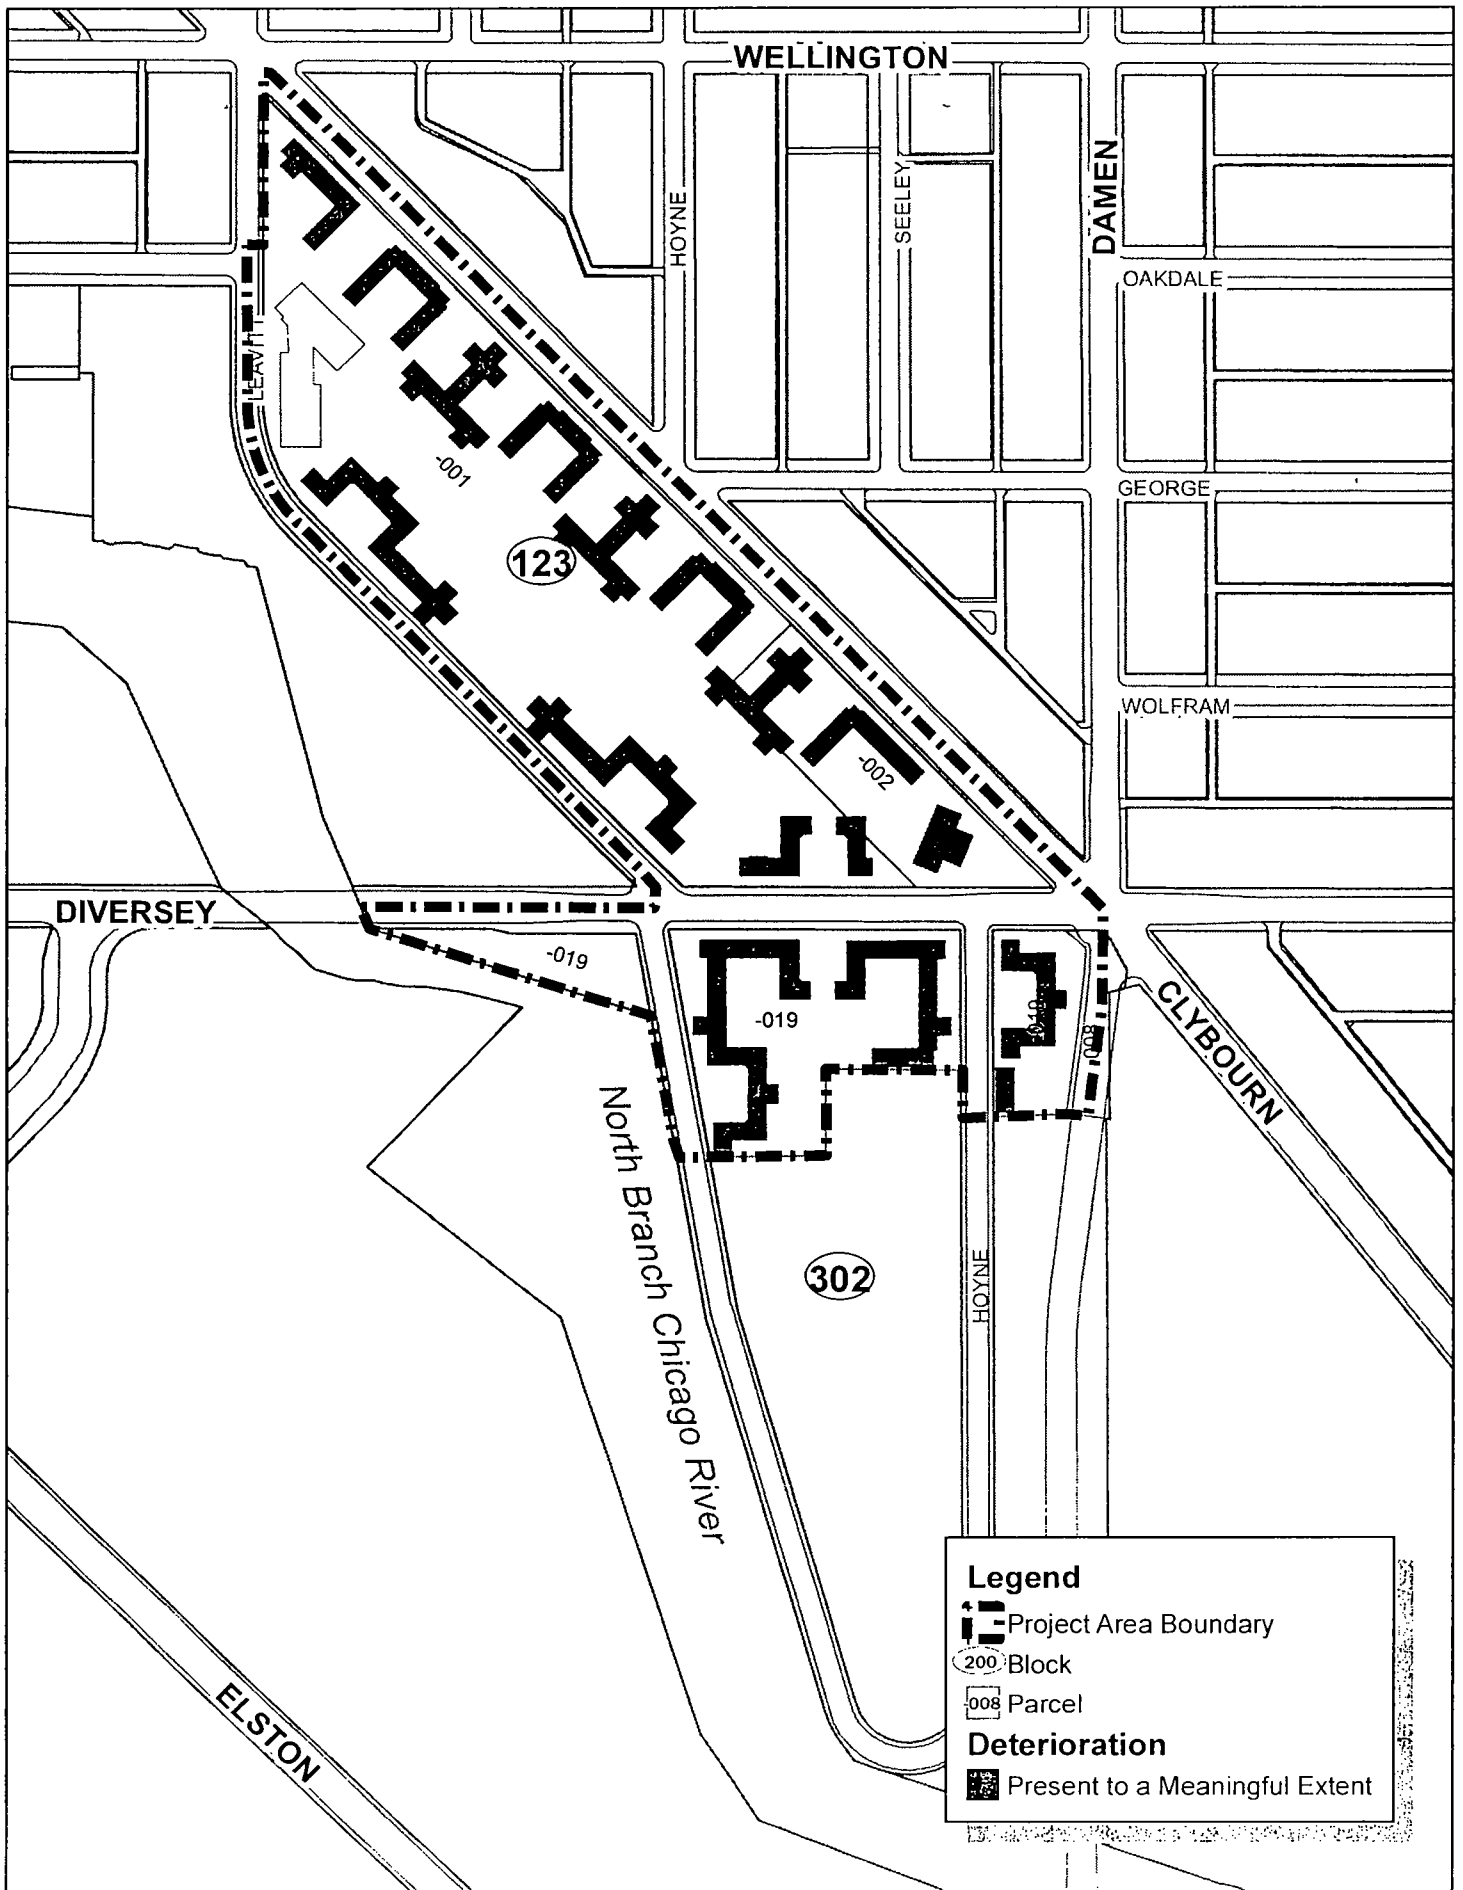 WELLINGTON
HOYNE
SEELEY
DAMEN
OAKDALE
LEAVITT
-001
GEORGE
123
WOLFRAM
-002
DIVERSEY
-019
-019
-008
CLYBOURN
North Branch Chicago River
302
HOYNE
ELSTON
Legend
Project Area Boundary
200 Block
-008 Parcel
Deterioration
Present to a Meaningful Extent